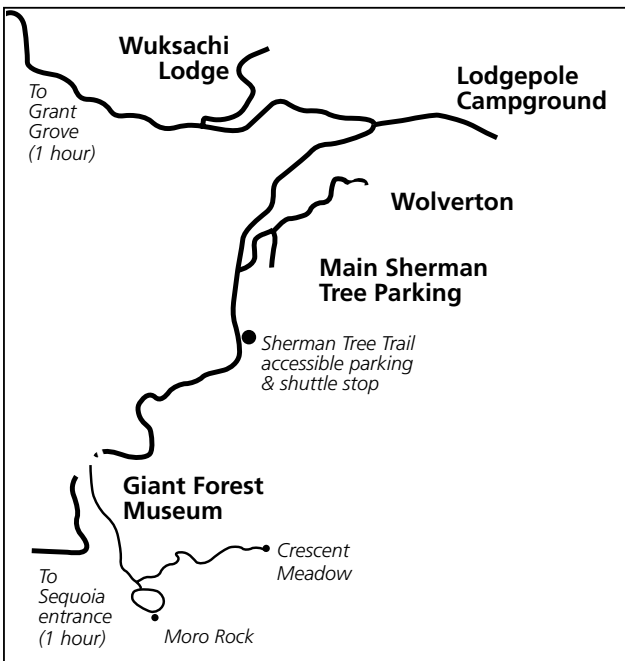 Wuksachi
Lodge
Lodgepole
Campground
To
Grant
Grove
(1 hour)
Wolverton
Main Sherman
Tree Parking
Sherman Tree Trail
accessible parking
& shuttle stop
Giant Forest
Museum
Crescent
Meadow
To
Sequoia
entrance
(1 hour)
Moro Rock